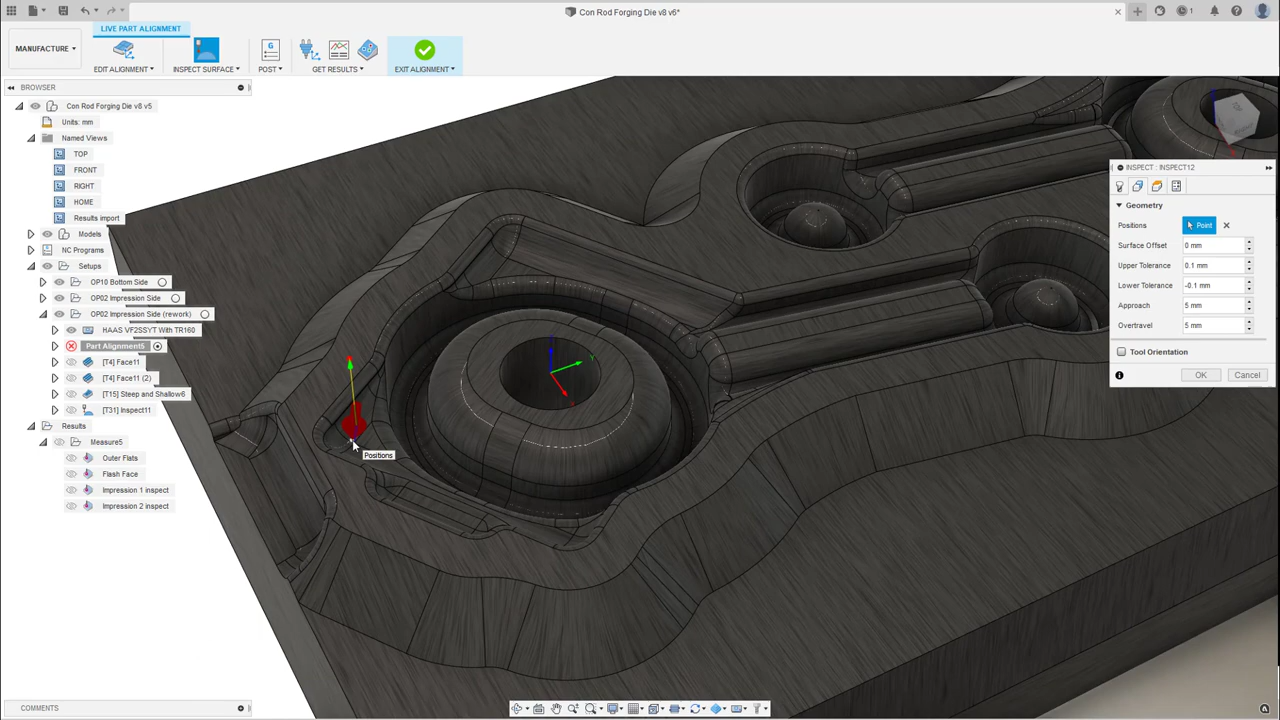 Con Rod Forging Die v8 v6*
1
MANUFACTURE
LIVE PART ALIGNMENT
EDIT ALIGNMENT
INSPECT SURFACE
G
POST
GET RESULTS
EXIT ALIGNMENT
BROWSER
Con Rod Forging Die v8 v5
Units: mm
Named Views
TOP
FRONT
RIGHT
HOME
Results import
Models
NC Programs
Setups
OP10 Bottom Side
OP02 Impression Side
OP02 Impression Side (rework)
HAAS VF2SSYT With TR160
Part Alignment5
[T4] Face11
[T4] Face11 (2)
[T15] Steep and Shallow6
[T31] Inspect11
Results
Measure5
Outer Flats
Flash Face
Impression 1 inspect
Impression 2 inspect
Y
Positions
INSPECT : INSPECT12
Geometry
Positions
Point
Surface Offset
0 mm
Upper Tolerance
0.1 mm
Lower Tolerance
-0.1 mm
Approach
5 mm
Overtravel
5 mm
Tool Orientation
OK
Cancel
COMMENTS